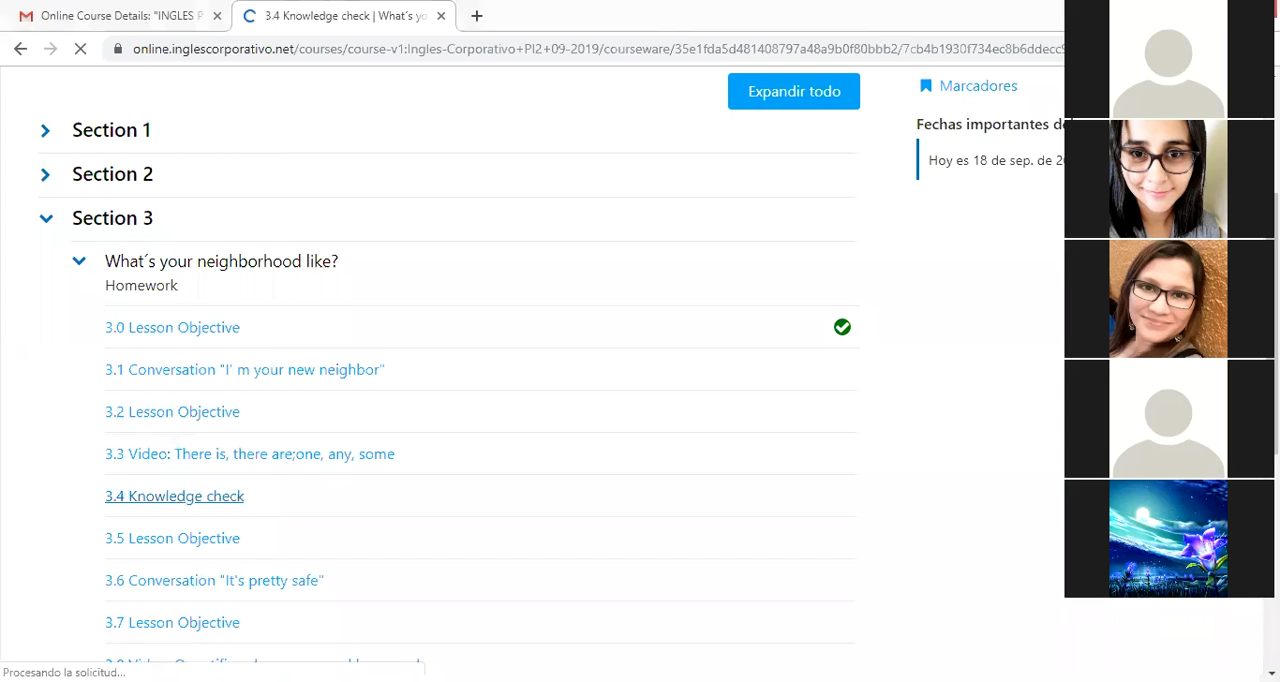 Online Course Details: "INGLES P
3.4 Knowledge check | What´s yo
online.inglescorporativo.net/courses/course-v1:Ingles-Corporativo+PI2+09-2019/courseware/35e1fda5d481408797a48a9b0f80bbb2/7cb4b1930f734ec8b6ddecc9
Expandir todo
Marcadores
Section 1
Fechas importantes de
Hoy es 18 de sep. de 20
Section 2
Section 3
What´s your neighborhood like?
Homework
3.0 Lesson Objective
3.1 Conversation "I' m your new neighbor"
3.2 Lesson Objective
3.3 Video: There is, there are;one, any, some
3.4 Knowledge check
3.5 Lesson Objective
3.6 Conversation "It's pretty safe"
3.7 Lesson Objective
Procesando la solicitud...